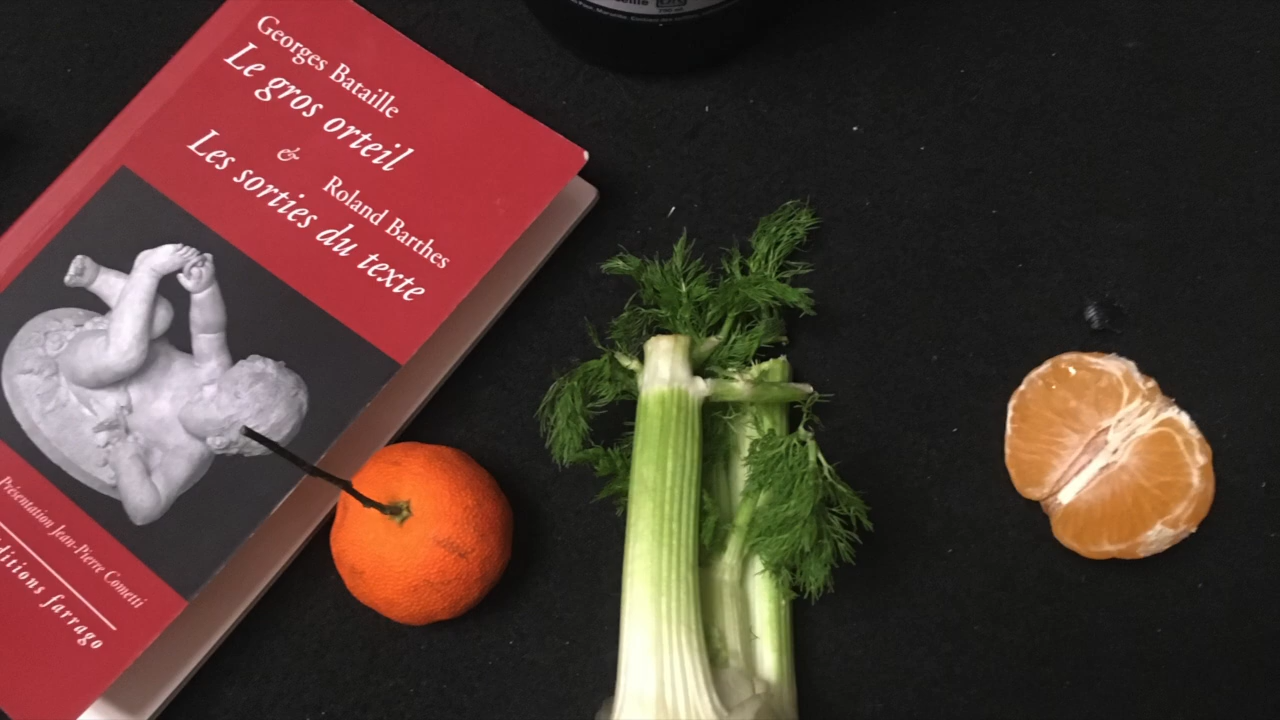 Georges Bataille
Le gros orteil
&
Roland Barthes
Les sorties du texte
Présentation Jean-Pierre Cometti
ditions farrago